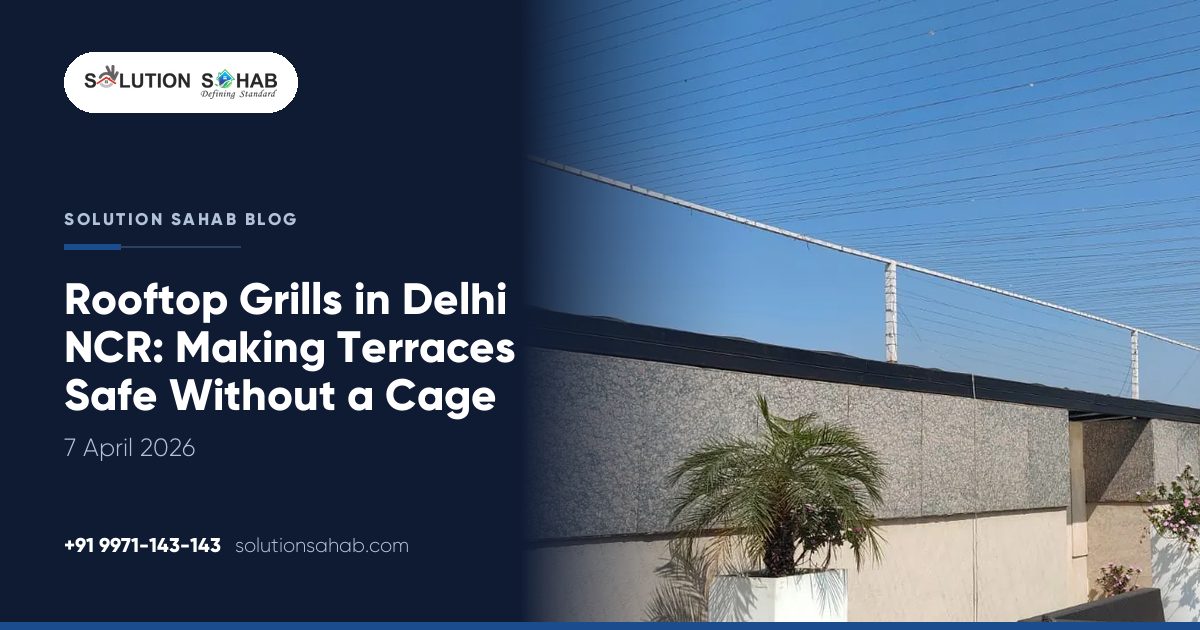 SOLUTION SAHAB
Defining Standard
SOLUTION SAHAB BLOG
Rooftop Grills in Delhi
NCR: Making Terraces
Safe Without a Cage
7 April 2026
+91 9971-143-143 solutionsahab.com